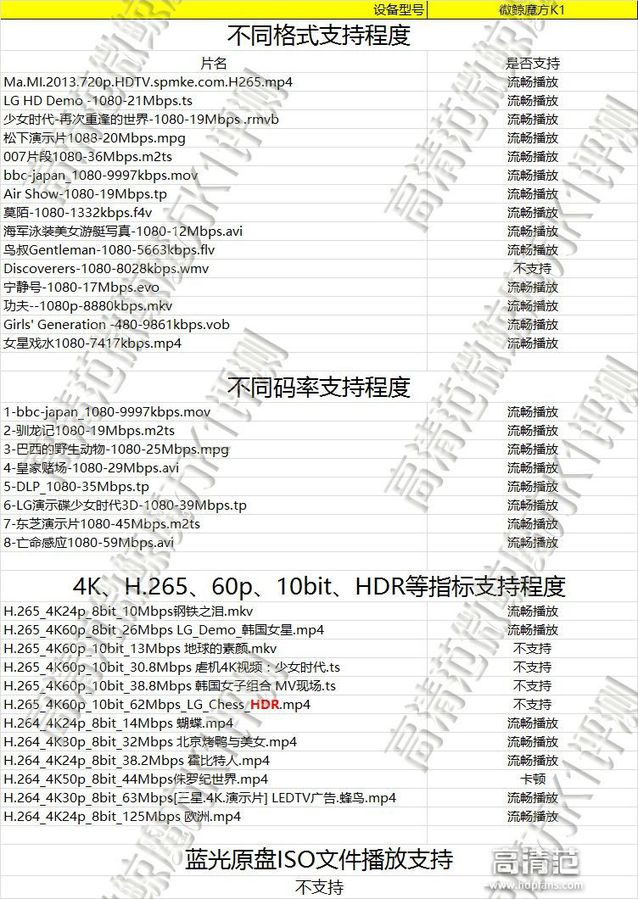 设备型号 微鲸魔方K1
不同格式支持程度
片名 是否支持
Ma.MI.2013.720p.HDTV.spmke.com.H265.mp4 流畅播放
LG HD Demo -1080-21Mbps.ts 流畅播放
少女时代-再次重逢的世界-1080-19Mbps .rmvb 流畅播放
松下演示片1088-20Mbps.mpg 流畅播放
007片段1080-36Mbps.m2ts 流畅播放
bbc-japan_1080-9997kbps.mov 流畅播放
Air Show-1080-19Mbps.tp 流畅播放
莫陌-1080-1332kbps.f4v 流畅播放
海军泳装美女游艇写真-1080-12Mbps.avi 流畅播放
鸟叔Gentleman-1080-5663kbps.flv 流畅播放
Discoverers-1080-8028kbps.wmv 不支持
宁静号-1080-17Mbps.evo 流畅播放
功夫--1080p-8880kbps.mkv 流畅播放
Girls' Generation -480-9861kbps.vob 流畅播放
女星戏水1080-7417kbps.mp4 流畅播放
不同码率支持程度
1-bbc-japan_1080-9997kbps.mov 流畅播放
2-驯龙记1080-19Mbps.m2ts 流畅播放
3-巴西的野生动物-1080-25Mbps.mpg 流畅播放
4-皇家赌场-1080-29Mbps.avi 流畅播放
5-DLP_1080-35Mbps.tp 流畅播放
6-LG演示碟少女时代3D-1080-39Mbps.tp 流畅播放
7-东芝演示片1080-45Mbps.m2ts 流畅播放
8-亡命感应1080-59Mbps.avi 流畅播放
4K、H.265、60p、10bit、HDR等指标支持程度
H.265_4K24p_8bit_10Mbps钢铁之泪.mkv 流畅播放
H.265_4K60p_8bit_26Mbps LG_Demo_韩国女星.mp4 流畅播放
H.265_4K60p_10bit_13Mbps 地球的素颜.mkv 不支持
H.265_4K60p_10bit_30.8Mbps 虐机4K视频：少女时代.ts 不支持
H.265_4K60p_10bit_38.8Mbps 韩国女子组合 MV现场.ts 不支持
H.265_4K60p_10bit_62Mbps_LG_Chess_HDR.mp4 不支持
H.264_4K24p_8bit_14Mbps 蝴蝶.mp4 流畅播放
H.264_4K30p_8bit_32Mbps 北京烤鸭与美女.mp4 流畅播放
H.264_4K24p_8bit_38.2Mbps 霍比特人.mp4 流畅播放
H.264_4K50p_8bit_44Mbps侏罗纪世界.mp4 卡顿
H.264_4K30p_8bit_63Mbps[三星.4K.演示片] LEDTV广告.蜂鸟.mp4 流畅播放
H.264_4K24p_8bit_125Mbps 欧洲.mp4 流畅播放
蓝光原盘ISO文件播放支持
不支持
高清范
www.hdpfans.com
高清范微鲸魔方K1评测
高清范微鲸魔方K1评测